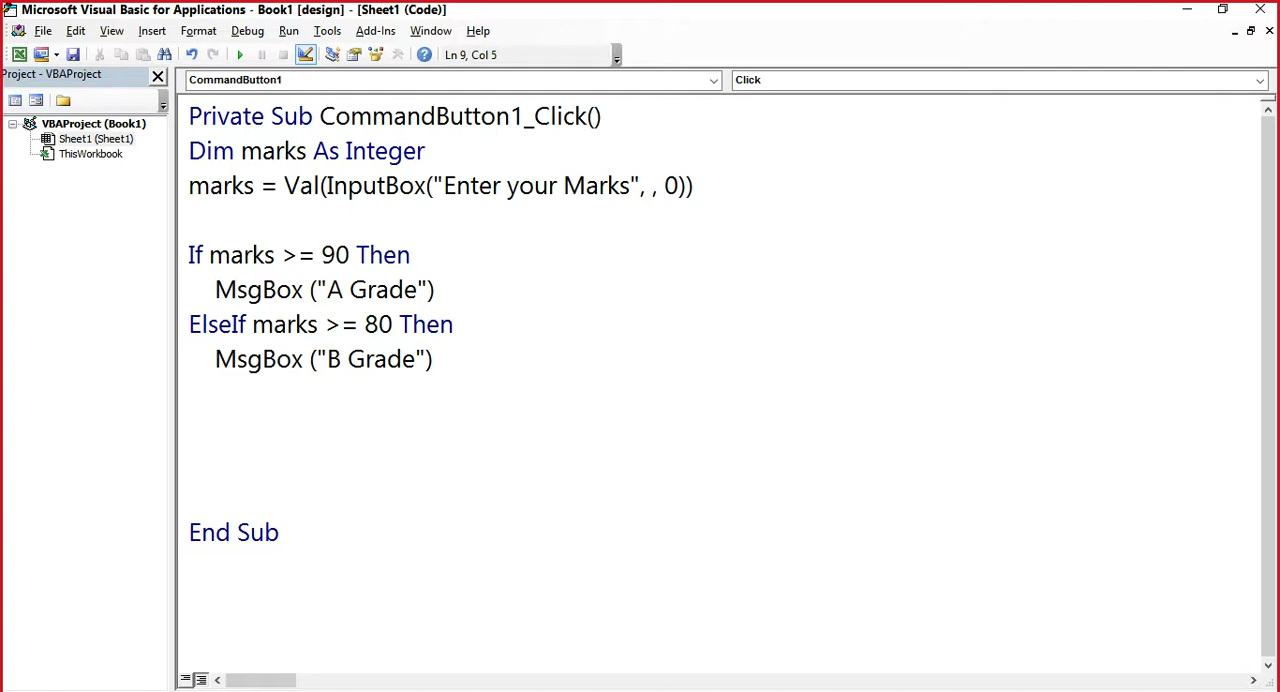 Microsoft Visual Basic for Applications - Book1 [design] - [Sheet1 (Code)]
File Edit View Insert Format Debug Run Tools Add-Ins Window Help
Ln 9, Col 5
Project - VBAProject
CommandButton1 Click
VBAProject (Book1)
Sheet1 (Sheet1)
ThisWorkbook
Private Sub CommandButton1_Click()
Dim marks As Integer
marks = Val(InputBox("Enter your Marks", , 0))
If marks >= 90 Then
MsgBox ("A Grade")
ElseIf marks >= 80 Then
MsgBox ("B Grade")
End Sub